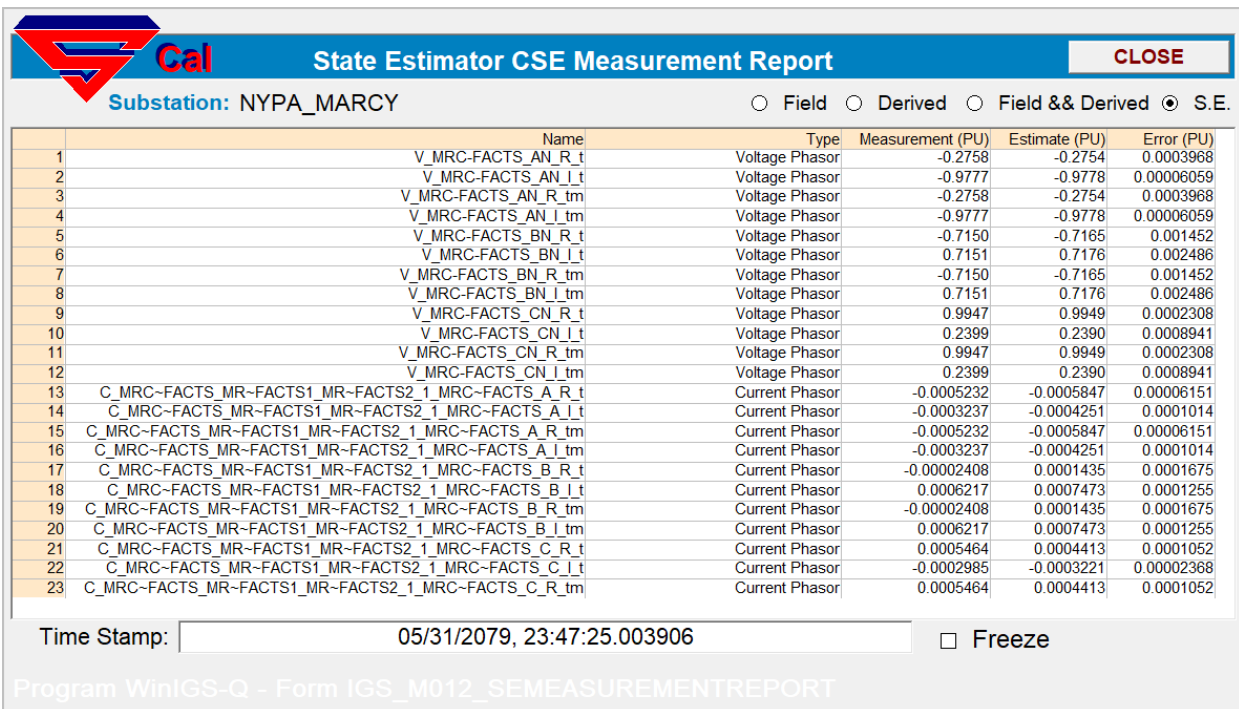 Cal
State Estimator CSE Measurement Report
CLOSE
Substation: NYPA_MARCY
Field Derived Field && Derived S.E.
Name Type Measurement (PU) Estimate (PU) Error (PU)
1 V_MRC-FACTS_AN_R_t Voltage Phasor -0.2758 -0.2754 0.0003968
2 V_MRC-FACTS_AN_I_t Voltage Phasor -0.9777 -0.9778 0.00006059
3 V_MRC-FACTS_AN_R_tm Voltage Phasor -0.2758 -0.2754 0.0003968
4 V_MRC-FACTS_AN_I_tm Voltage Phasor -0.9777 -0.9778 0.00006059
5 V_MRC-FACTS_BN_R_t Voltage Phasor -0.7150 -0.7165 0.001452
6 V_MRC-FACTS_BN_I_t Voltage Phasor 0.7151 0.7176 0.002486
7 V_MRC-FACTS_BN_R_tm Voltage Phasor -0.7150 -0.7165 0.001452
8 V_MRC-FACTS_BN_I_tm Voltage Phasor 0.7151 0.7176 0.002486
9 V_MRC-FACTS_CN_R_t Voltage Phasor 0.9947 0.9949 0.0002308
10 V_MRC-FACTS_CN_I_t Voltage Phasor 0.2399 0.2390 0.0008941
11 V_MRC-FACTS_CN_R_tm Voltage Phasor 0.9947 0.9949 0.0002308
12 V_MRC-FACTS_CN_I_tm Voltage Phasor 0.2399 0.2390 0.0008941
13 C_MRC~FACTS_MR~FACTS1_MR~FACTS2_1_MRC~FACTS_A_R_t Current Phasor -0.0005232 -0.0005847 0.00006151
14 C_MRC~FACTS_MR~FACTS1_MR~FACTS2_1_MRC~FACTS_A_I_t Current Phasor -0.0003237 -0.0004251 0.0001014
15 C_MRC~FACTS_MR~FACTS1_MR~FACTS2_1_MRC~FACTS_A_R_tm Current Phasor -0.0005232 -0.0005847 0.00006151
16 C_MRC~FACTS_MR~FACTS1_MR~FACTS2_1_MRC~FACTS_A_I_tm Current Phasor -0.0003237 -0.0004251 0.0001014
17 C_MRC~FACTS_MR~FACTS1_MR~FACTS2_1_MRC~FACTS_B_R_t Current Phasor -0.00002408 0.0001435 0.0001675
18 C_MRC~FACTS_MR~FACTS1_MR~FACTS2_1_MRC~FACTS_B_I_t Current Phasor 0.0006217 0.0007473 0.0001255
19 C_MRC~FACTS_MR~FACTS1_MR~FACTS2_1_MRC~FACTS_B_R_tm Current Phasor -0.00002408 0.0001435 0.0001675
20 C_MRC~FACTS_MR~FACTS1_MR~FACTS2_1_MRC~FACTS_B_I_tm Current Phasor 0.0006217 0.0007473 0.0001255
21 C_MRC~FACTS_MR~FACTS1_MR~FACTS2_1_MRC~FACTS_C_R_t Current Phasor 0.0005464 0.0004413 0.0001052
22 C_MRC~FACTS_MR~FACTS1_MR~FACTS2_1_MRC~FACTS_C_I_t Current Phasor -0.0002985 -0.0003221 0.00002368
23 C_MRC~FACTS_MR~FACTS1_MR~FACTS2_1_MRC~FACTS_C_R_tm Current Phasor 0.0005464 0.0004413 0.0001052
Time Stamp: 05/31/2079, 23:47:25.003906 Freeze
Program WinIGS-Q - Form IGS_M012_SEMEASUREMENTREPORT